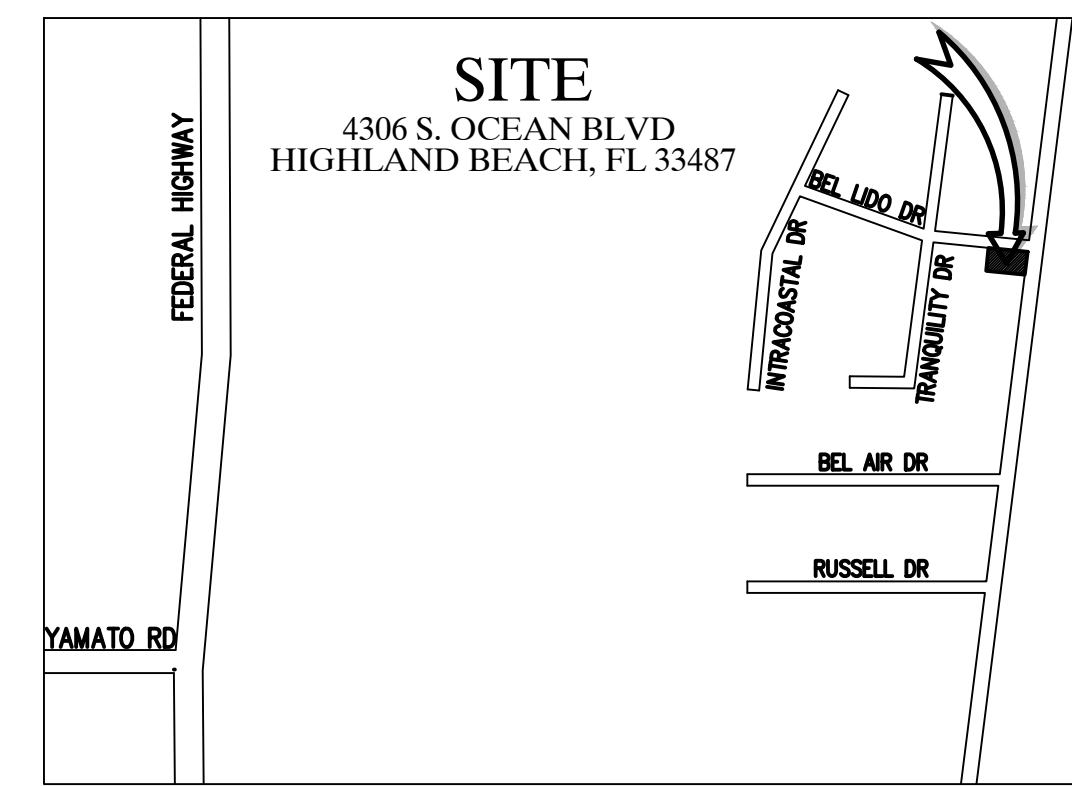 SITE
4306 S. OCEAN BLVD
HIGHLAND BEACH, FL 33487
FEDERAL HIGHWAY
BEL LIDO DR
INTRACOASTAL DR
TRANQUILITY DR
BEL AIR DR
RUSSELL DR
YAMATO RD